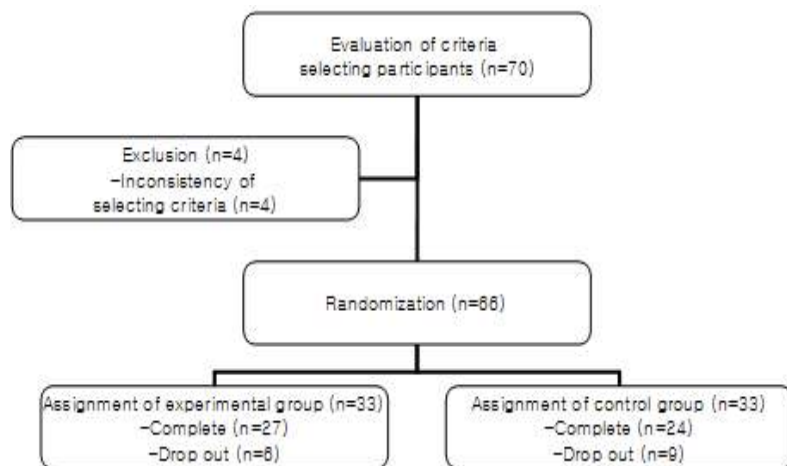 Evaluation of criteria
selecting participants (n=70)
Exclusion (n=4)
-Inconsistency of
selecting criteria (n=4)
Randomization (n=66)
Assignment of experimental group (n=33)
-Complete (n=27)
-Drop out (n=6)
Assignment of control group (n=33)
-Complete (n=24)
-Drop out (n=9)